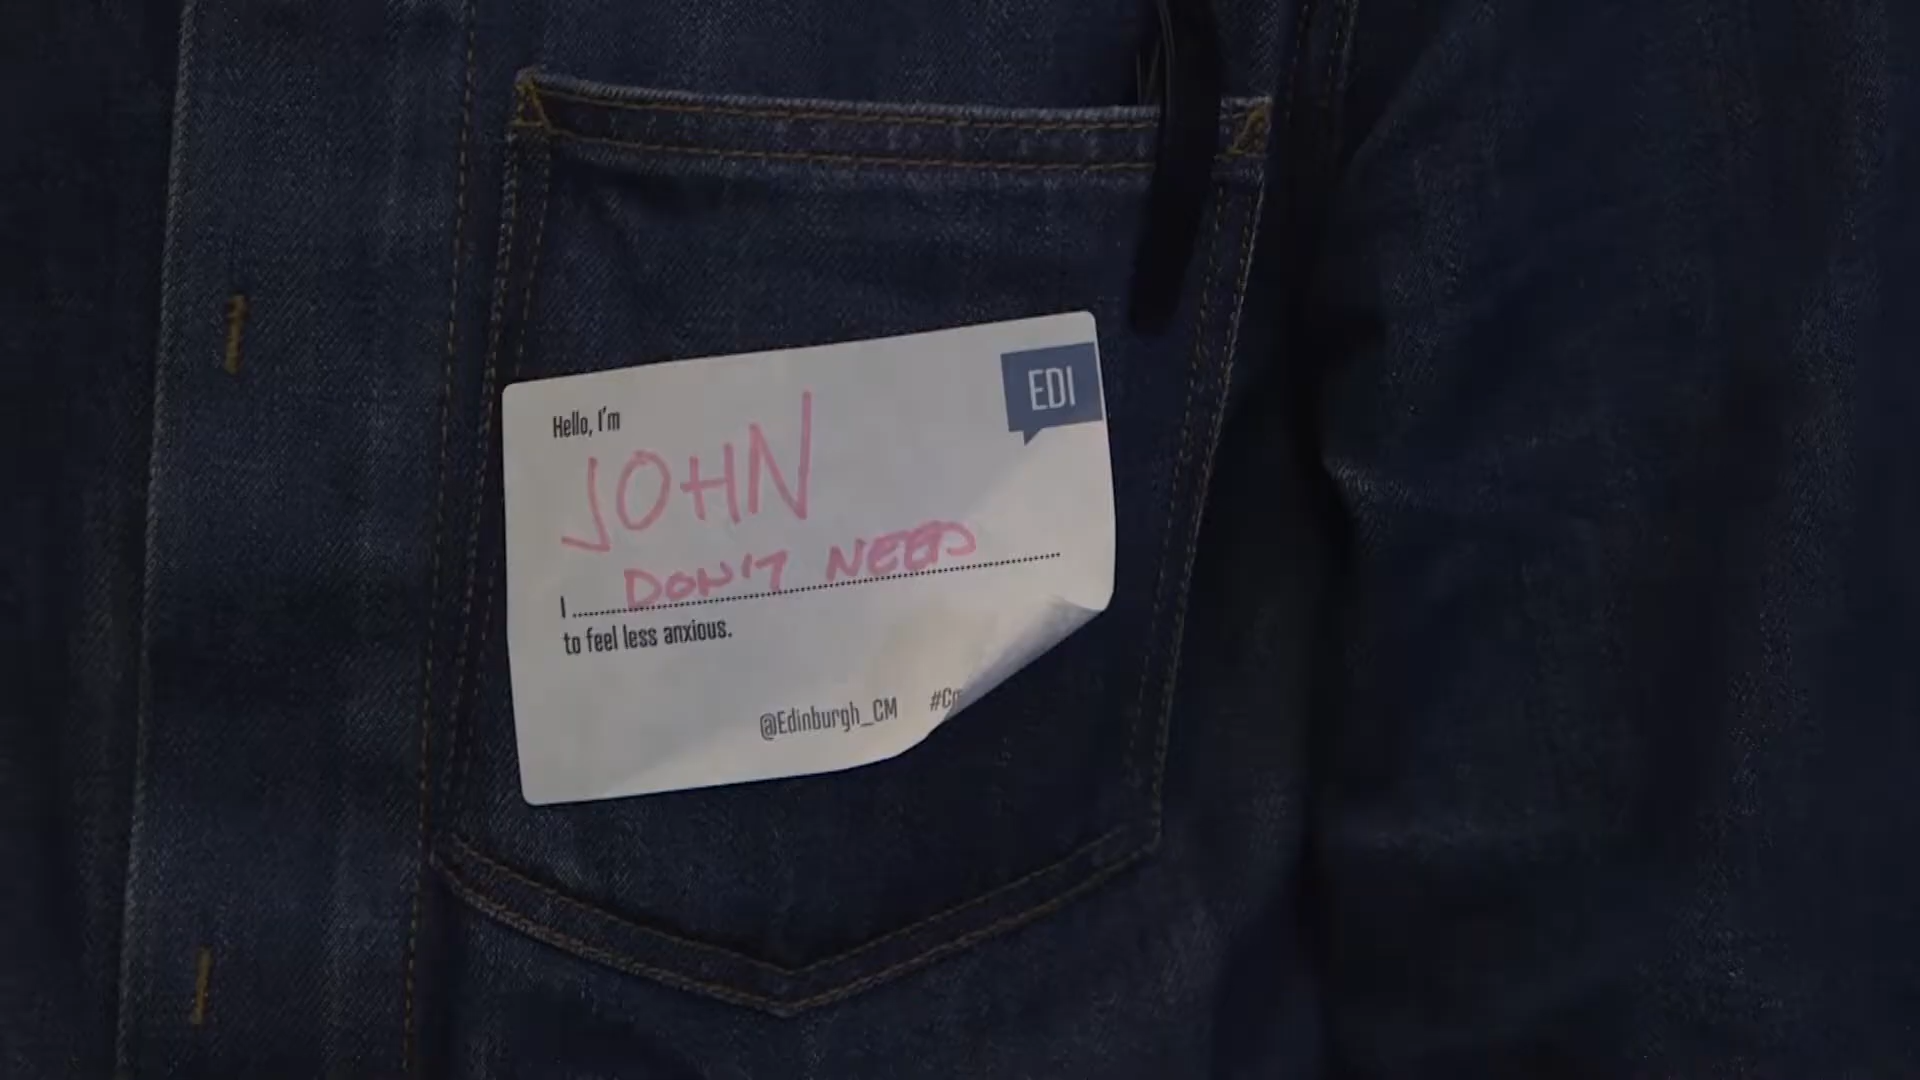 EDI
Hello, I'm
JOHN
I DON'T NEED
to feel less anxious.
@Edinburgh_CM